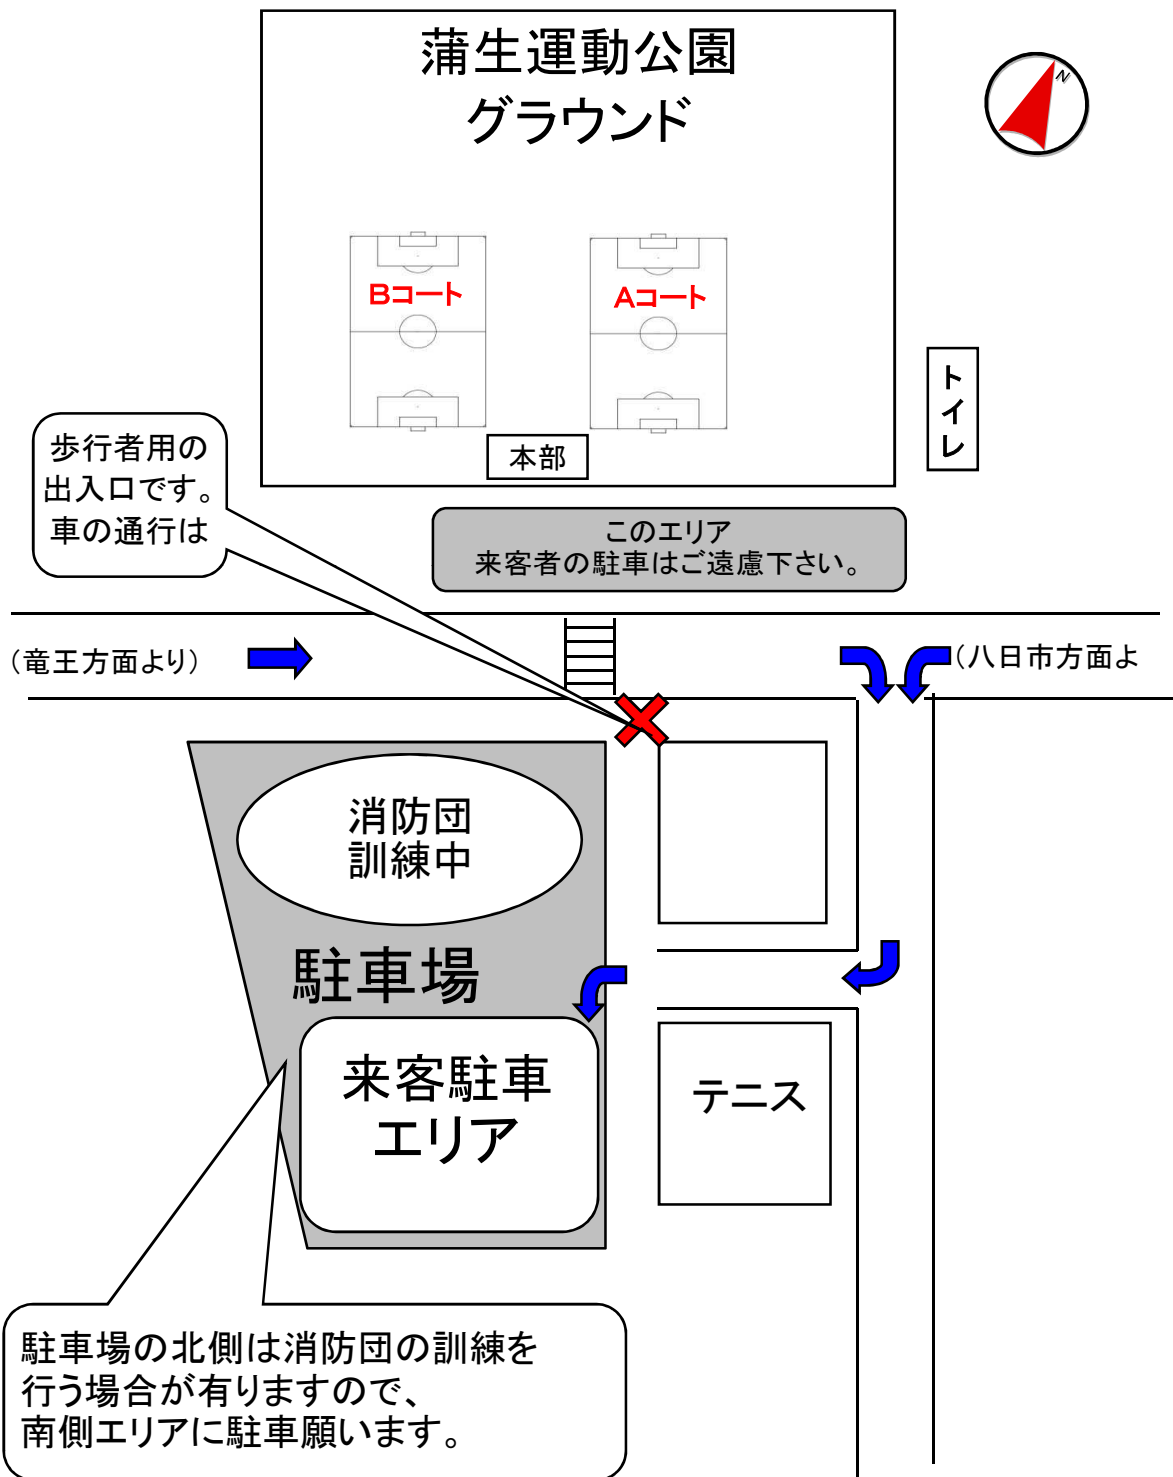 蒲生運動公園
グラウンド
N
Bコート
Aコート
トイレ
本部
歩行者用の
出入口です。
車の通行は
このエリア
来客者の駐車はご遠慮下さい。
(竜王方面より)
(八日市方面よ
消防団
訓練中
駐車場
来客駐車
エリア
テニス
駐車場の北側は消防団の訓練を
行う場合が有りますので、
南側エリアに駐車願います。